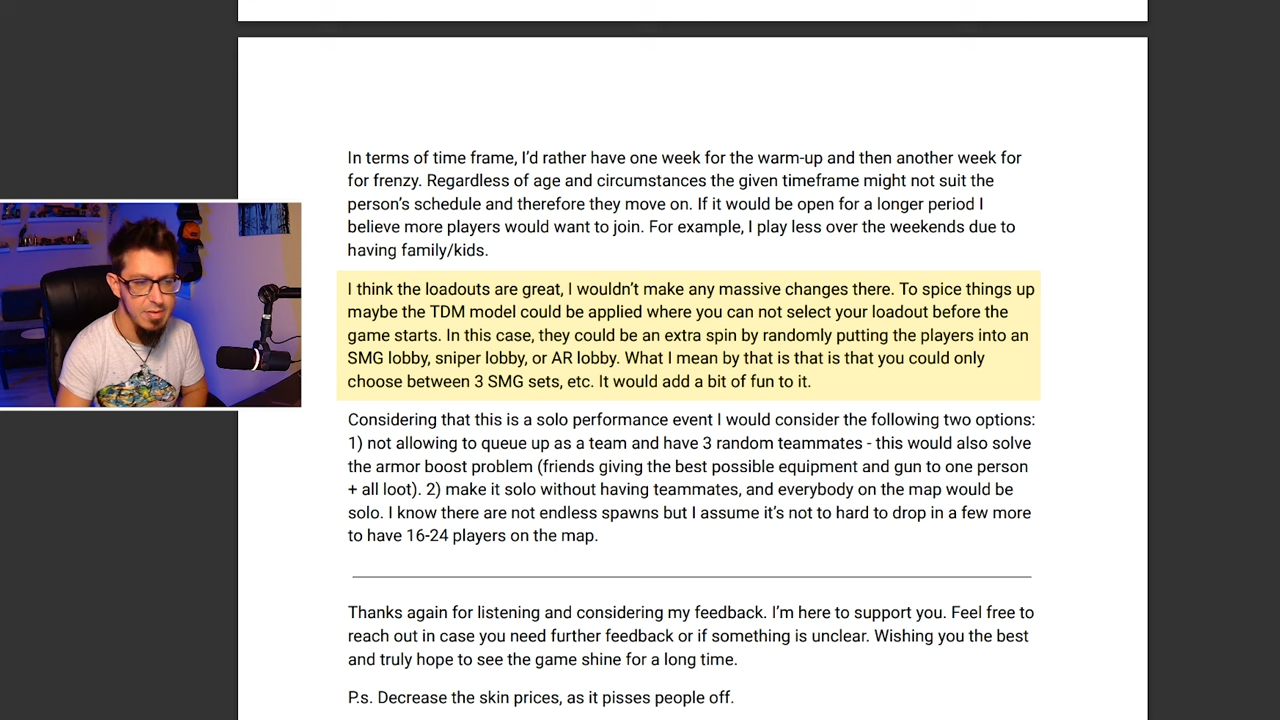 In terms of time frame, I'd rather have one week for the warm-up and then another week for
for frenzy. Regardless of age and circumstances the given timeframe might not suit the
person's schedule and therefore they move on. If it would be open for a longer period I
believe more players would want to join. For example, I play less over the weekends due to
having family/kids.
I think the loadouts are great, I wouldn't make any massive changes there. To spice things up
maybe the TDM model could be applied where you can not select your loadout before the
game starts. In this case, they could be an extra spin by randomly putting the players into an
SMG lobby, sniper lobby, or AR lobby. What I mean by that is that is that you could only
choose between 3 SMG sets, etc. It would add a bit of fun to it.
Considering that this is a solo performance event I would consider the following two options:
1) not allowing to queue up as a team and have 3 random teammates - this would also solve
the armor boost problem (friends giving the best possible equipment and gun to one person
+ all loot). 2) make it solo without having teammates, and everybody on the map would be
solo. I know there are not endless spawns but I assume it's not to hard to drop in a few more
to have 16-24 players on the map.
Thanks again for listening and considering my feedback. I'm here to support you. Feel free to
reach out in case you need further feedback or if something is unclear. Wishing you the best
and truly hope to see the game shine for a long time.
P.s. Decrease the skin prices, as it pisses people off.